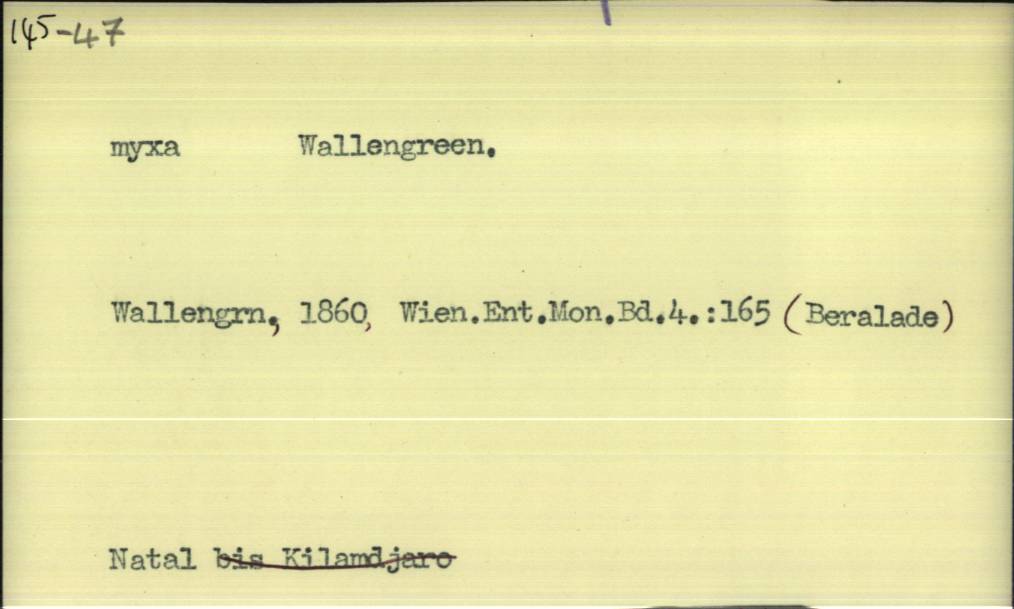 145-47
myxa Wallengreen.
Wallengrn., 1860, Wien.Ent.Mon.Bd.4.:165 (Beralade)
Natal bis Kilamdjaro